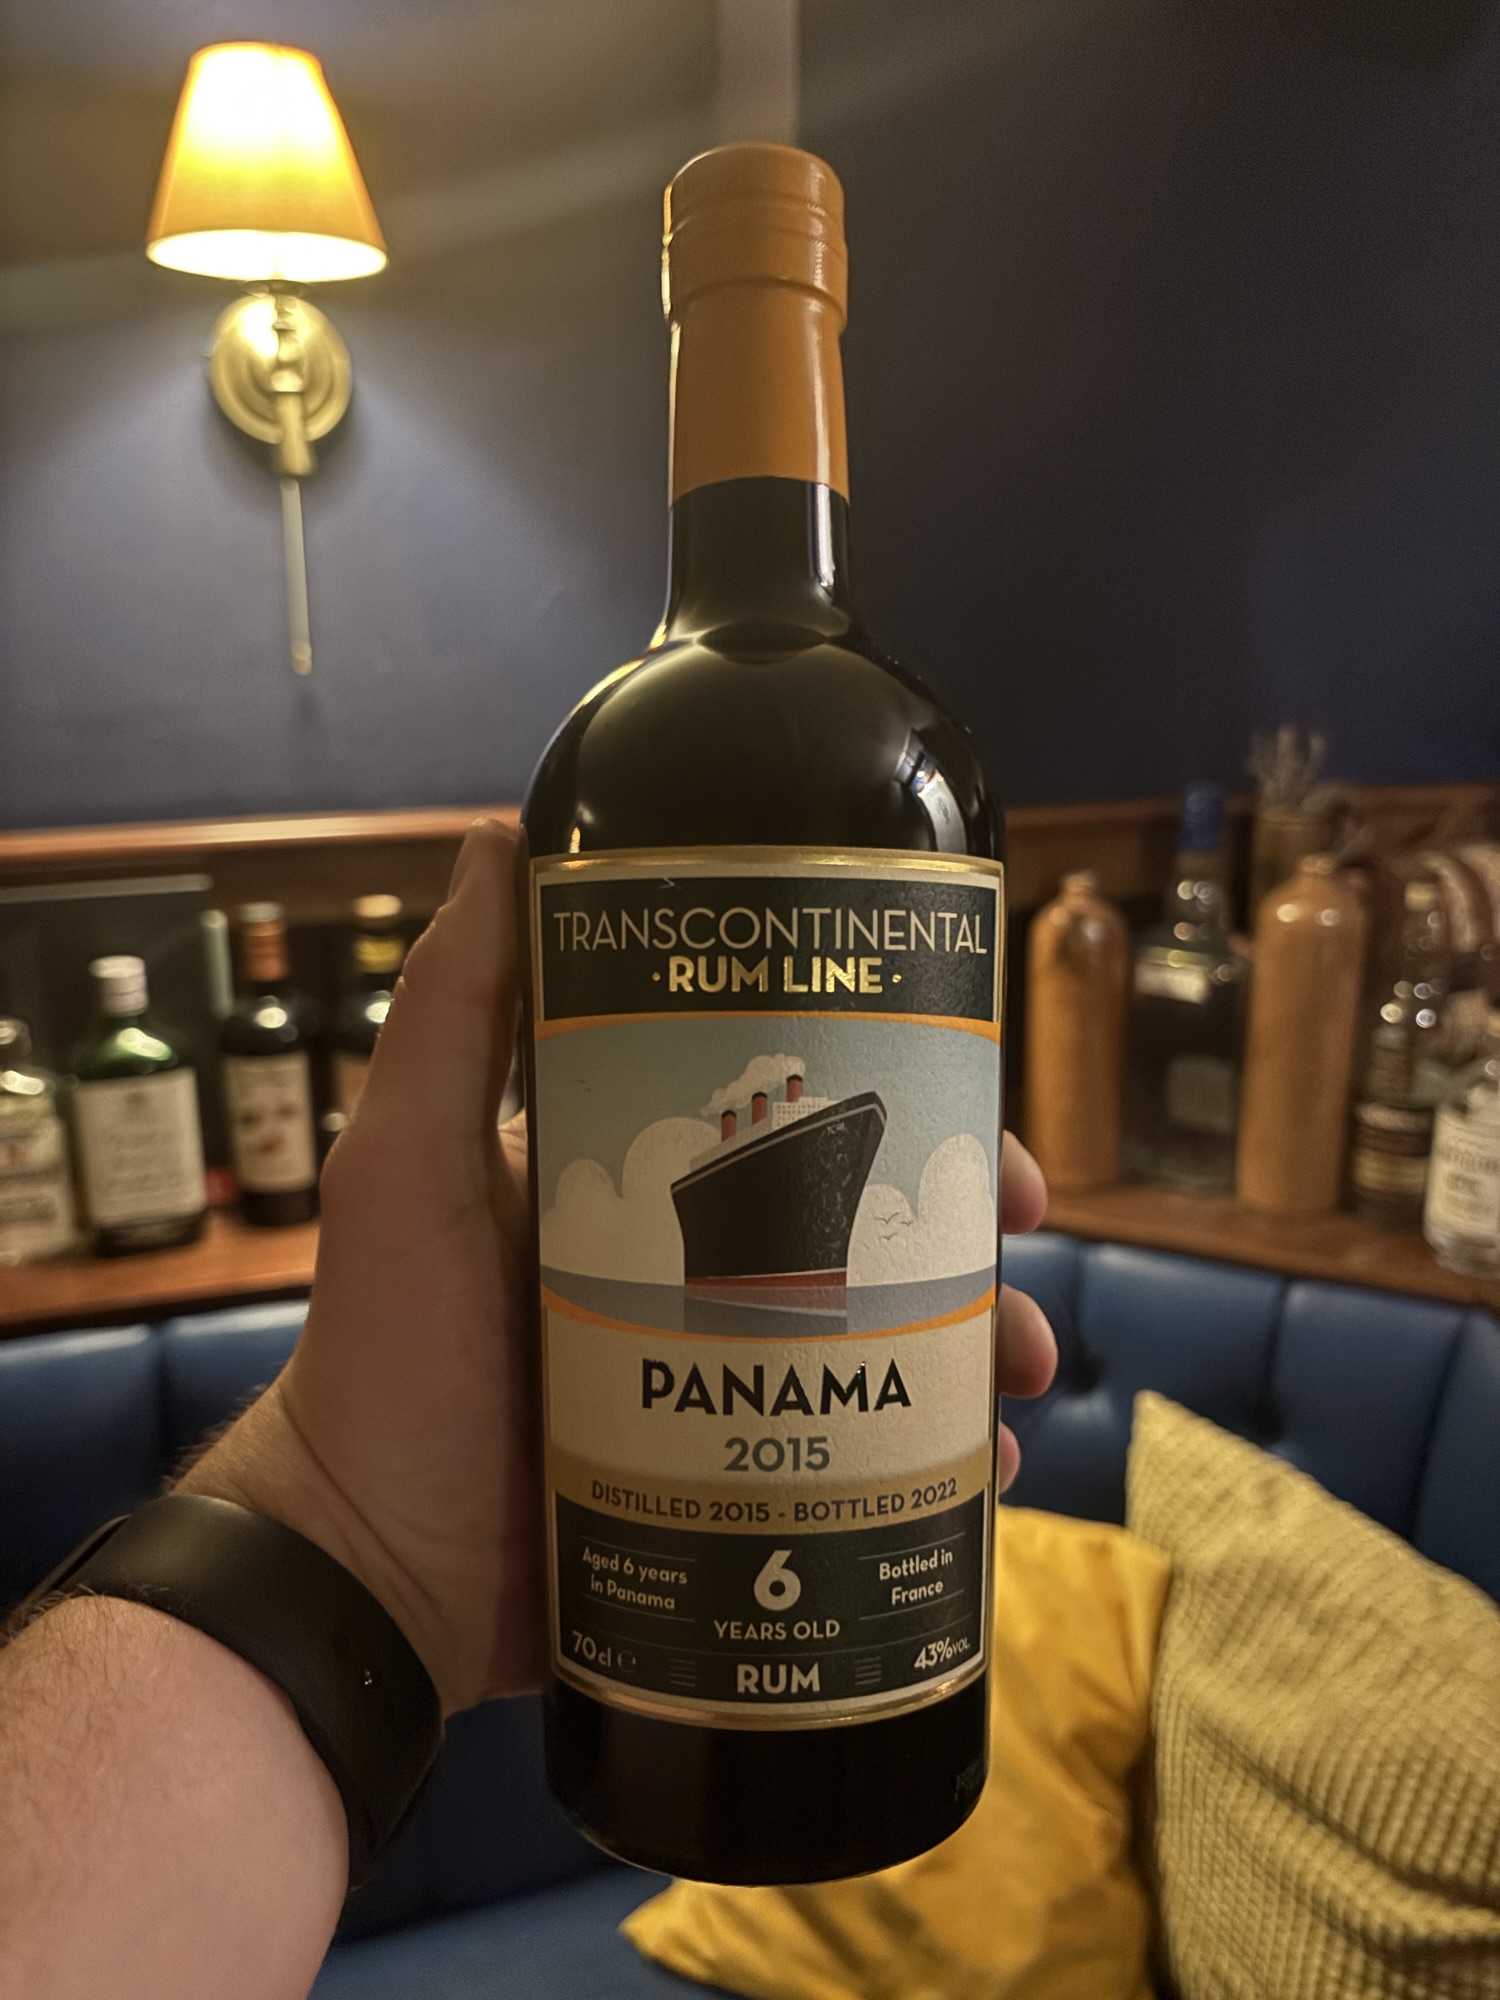 TRANSCONTINENTAL
· RUM LINE ·
TCRL
PANAMA
2015
DISTILLED 2015 - BOTTLED 2022
Aged 6 years
in Panama
6
YEARS OLD
Bottled in
France
70cl e
RUM
43%VOL